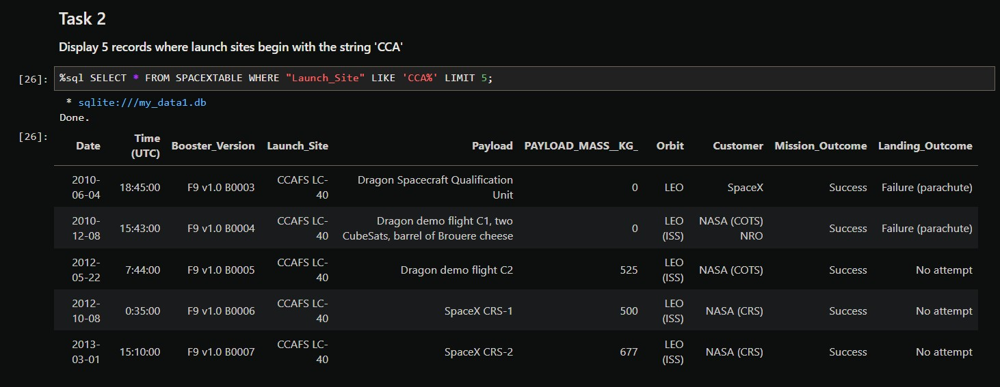 Task 2
Display 5 records where launch sites begin with the string 'CCA'
[26]: %sql SELECT * FROM SPACEXTABLE WHERE "Launch_Site" LIKE 'CCA%' LIMIT 5;
* sqlite:///my_data1.db
Done.
[26]:
Date Time (UTC) Booster_Version Launch_Site Payload PAYLOAD_MASS__KG_ Orbit Customer Mission_Outcome Landing_Outcome
2010-06-04 18:45:00 F9 v1.0 B0003 CCAFS LC-40 Dragon Spacecraft Qualification Unit 0 LEO SpaceX Success Failure (parachute)
2010-12-08 15:43:00 F9 v1.0 B0004 CCAFS LC-40 Dragon demo flight C1, two CubeSats, barrel of Brouere cheese 0 LEO (ISS) NASA (COTS) NRO Success Failure (parachute)
2012-05-22 7:44:00 F9 v1.0 B0005 CCAFS LC-40 Dragon demo flight C2 525 LEO (ISS) NASA (COTS) Success No attempt
2012-10-08 0:35:00 F9 v1.0 B0006 CCAFS LC-40 SpaceX CRS-1 500 LEO (ISS) NASA (CRS) Success No attempt
2013-03-01 15:10:00 F9 v1.0 B0007 CCAFS LC-40 SpaceX CRS-2 677 LEO (ISS) NASA (CRS) Success No attempt